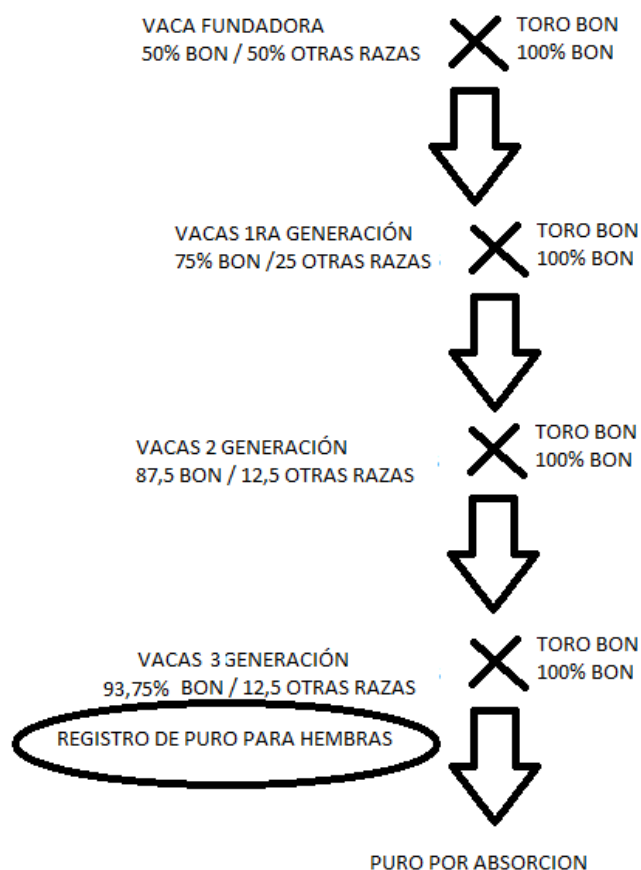 VACA FUNDADORA
50% BON / 50% OTRAS RAZAS
TORO BON
100% BON
VACAS 1RA GENERACIÓN
75% BON /25 OTRAS RAZAS
TORO BON
100% BON
VACAS 2 GENERACIÓN
87,5 BON / 12,5 OTRAS RAZAS
TORO BON
100% BON
VACAS 3 GENERACIÓN
93,75% BON / 12,5 OTRAS RAZAS
TORO BON
100% BON
REGISTRO DE PURO PARA HEMBRAS
PURO POR ABSORCION